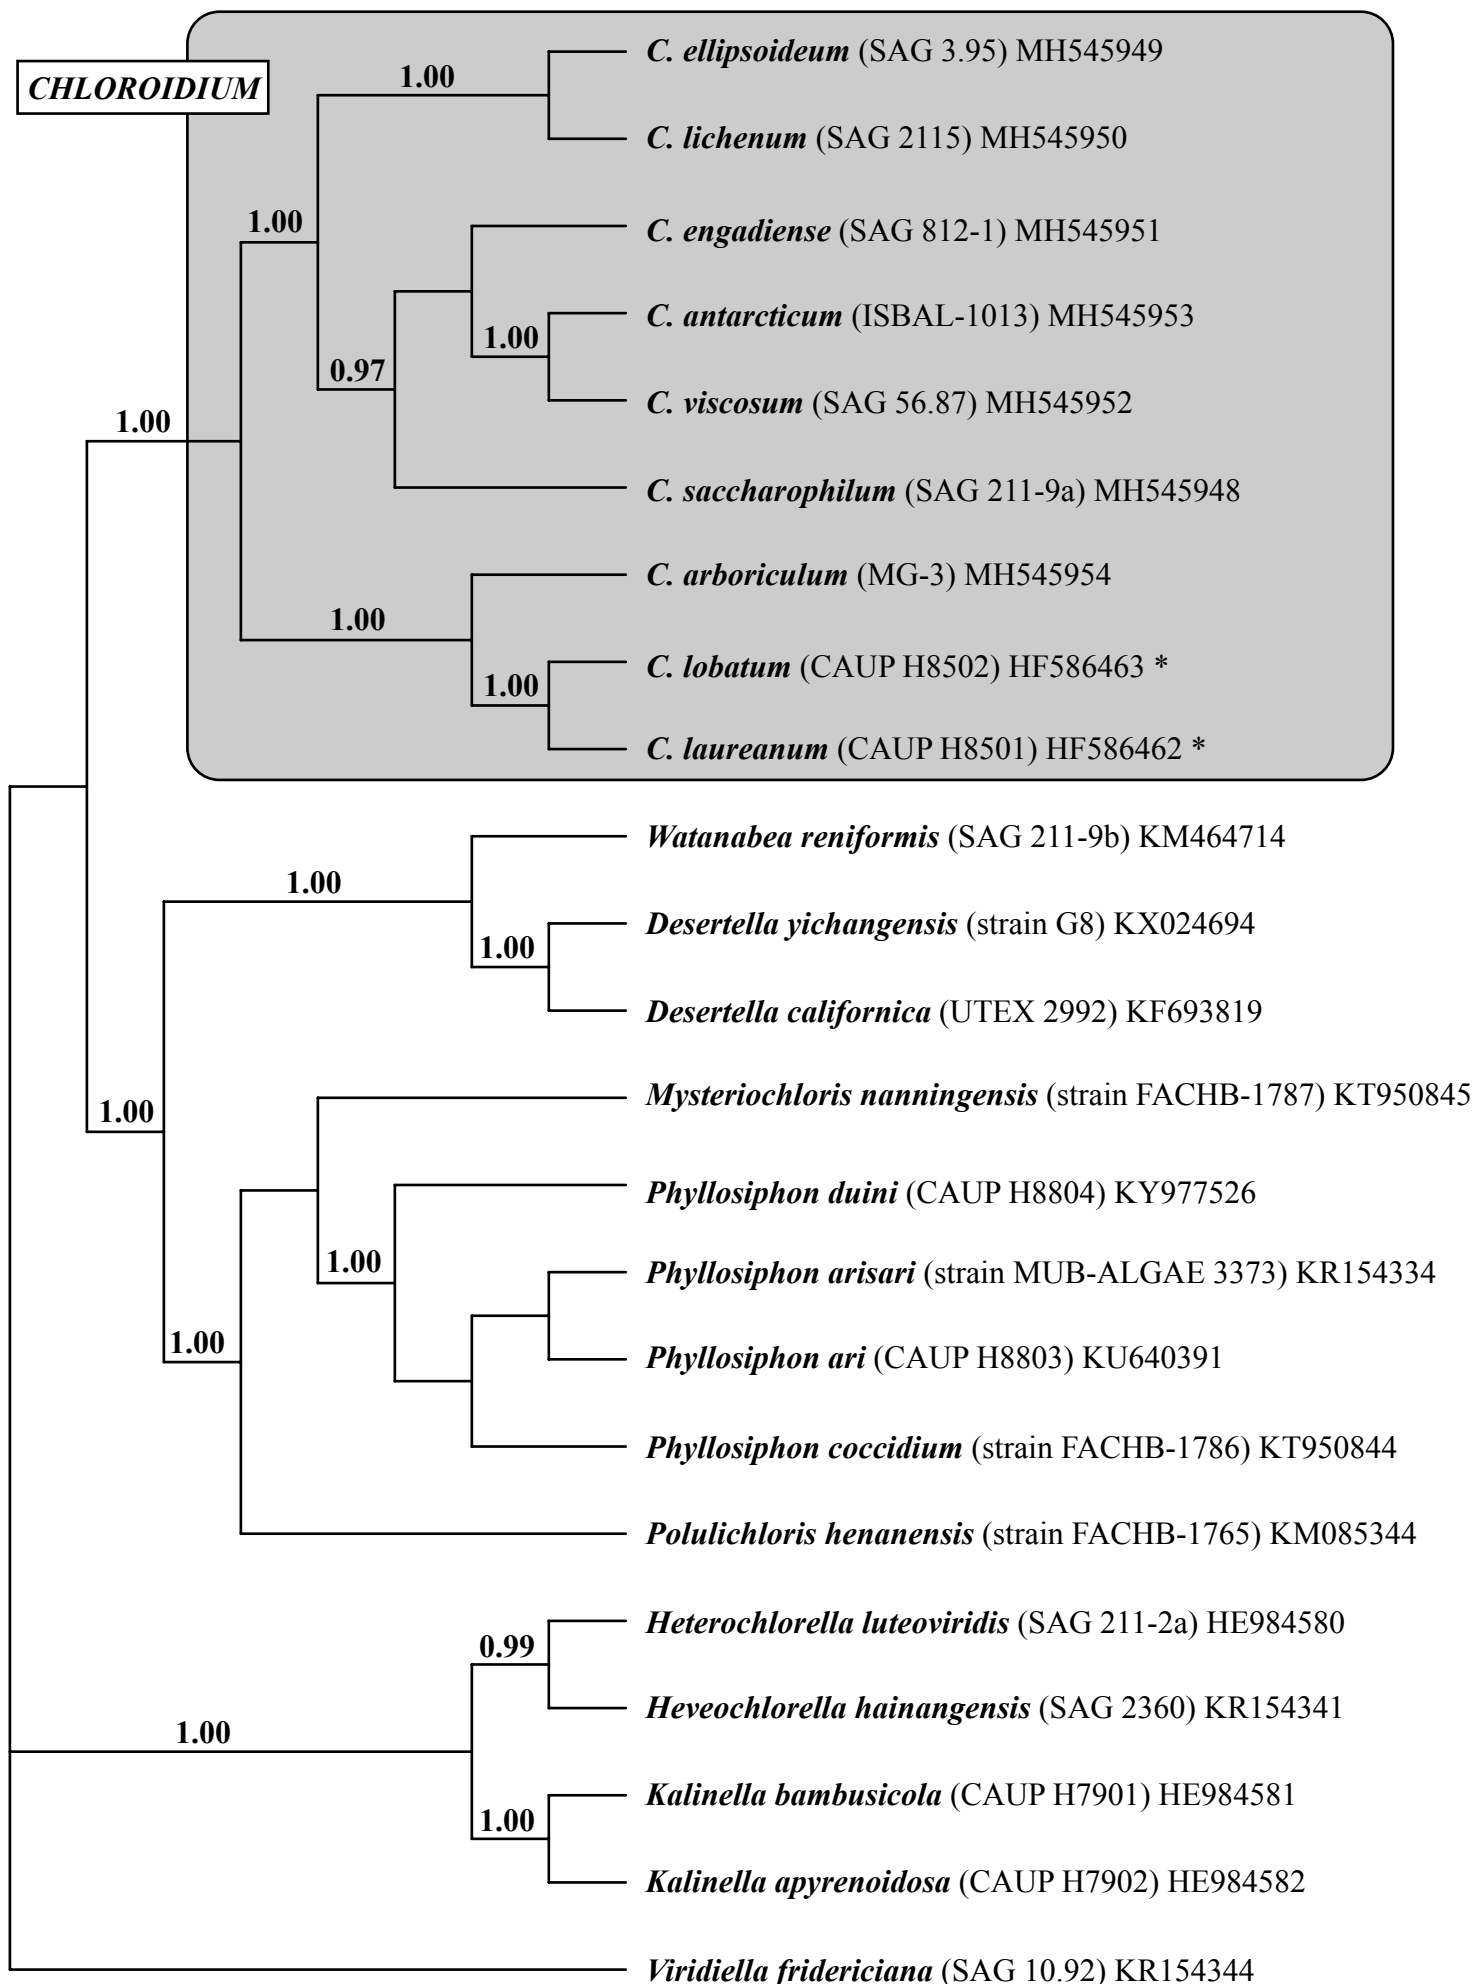 C. ellipsoideum (SAG 3.95) MH545949
1.00
CHLOROIDIUM
C. lichenum (SAG 2115) MH545950
1.00
C. engadiense (SAG 812-1) MH545951
C. antarcticum (ISBAL-1013) MH545953
1.00
0.97
C. viscosum (SAG 56.87) MH545952
1.00
C. saccharophilum (SAG 211-9a) MH545948
C. arboriculum (MG-3) MH545954
1.00
C. lobatum (CAUP H8502) HF586463 *
1.00
C. laureanum (CAUP H8501) HF586462 *
Watanabea reniformis (SAG 211-9b) KM464714
1.00
Desertella yichangensis (strain G8) KX024694
1.00
Desertella californica (UTEX 2992) KF693819
Mysteriochloris nanningensis (strain FACHB-1787) KT950845
1.00
Phyllosiphon duini (CAUP H8804) KY977526
1.00
Phyllosiphon arisari (strain MUB-ALGAE 3373) KR154334
1.00
Phyllosiphon ari (CAUP H8803) KU640391
Phyllosiphon coccidium (strain FACHB-1786) KT950844
Polulichloris henanensis (strain FACHB-1765) KM085344
Heterochlorella luteoviridis (SAG 211-2a) HE984580
0.99
Heveochlorella hainangensis (SAG 2360) KR154341
1.00
Kalinella bambusicola (CAUP H7901) HE984581
1.00
Kalinella apyrenoidosa (CAUP H7902) HE984582
Viridiella fridericiana (SAG 10.92) KR154344